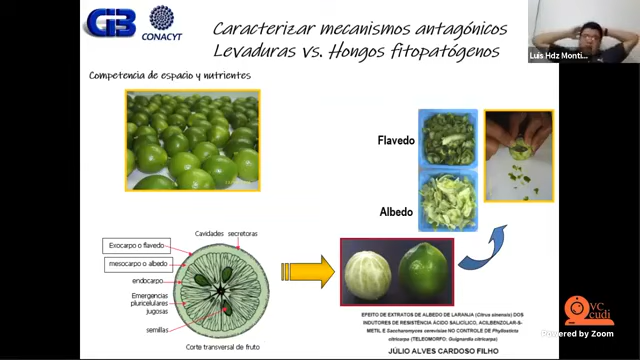 CIB
CONACYT
Caracterizar mecanismos antagónicos
Levaduras vs. Hongos fitopatógenos
Luis Hdz Monti...
Competencia de espacio y nutrientes
Flavedo
Albedo
Cavidades secretoras
Exocarpo o flavedo
mesocarpo o albedo
endocarpo
Emergencias
pluricelulares
jugosas
semillas
Corte transversal de fruto
EFEITO DE EXTRATOS DE ALBEDO DE LARANJA (Citrus sinensis) DOS
INDUTORES DE RESISTÊNCIA ÁCIDO SALICÍLICO, ACILBENZOLAR-S-
METIL E Saccharomyces cerevisiae NO CONTROLE DE Phyllosticta
citricarpa (TELEOMORFO: Guignardia citricarpa)
JÚLIO ALVES CARDOSO FILHO
VC
cudi
Powered by Zoom